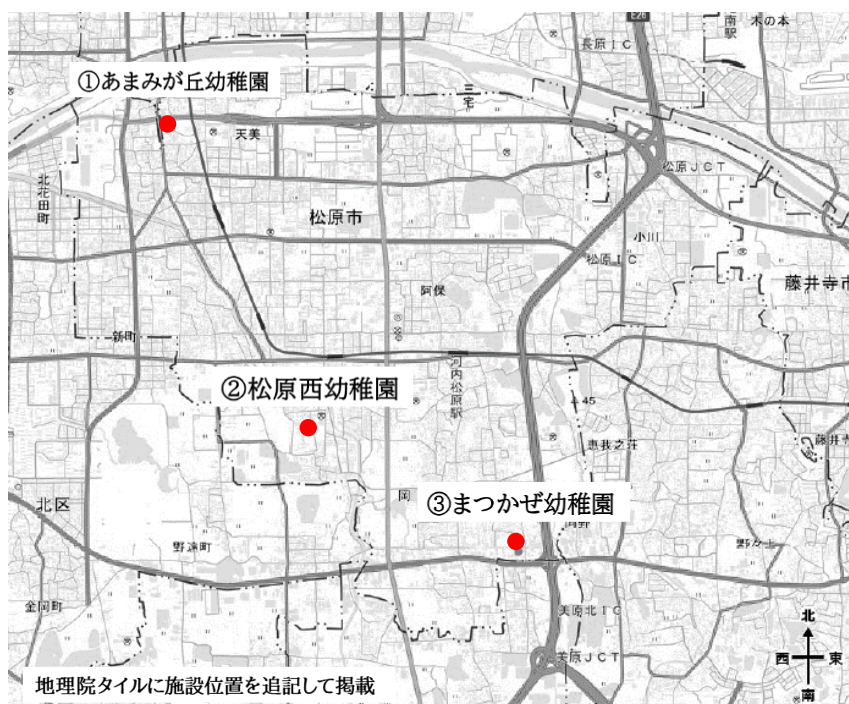 E26
南駅
木の本
長原IC
①あまみが丘幼稚園
三宅
天美
松原JCT
北花田町
松原市
小川
松原IC
藤井寺市
阿保
新町
河内松原駅
②松原西幼稚園
45
恵我之荘
藤井寺
北区
岡
③まつかぜ幼稚園
野遠町
野々上
金岡町
美原北IC
北
西
東
南
美原JCT
地理院タイルに施設位置を追記して掲載